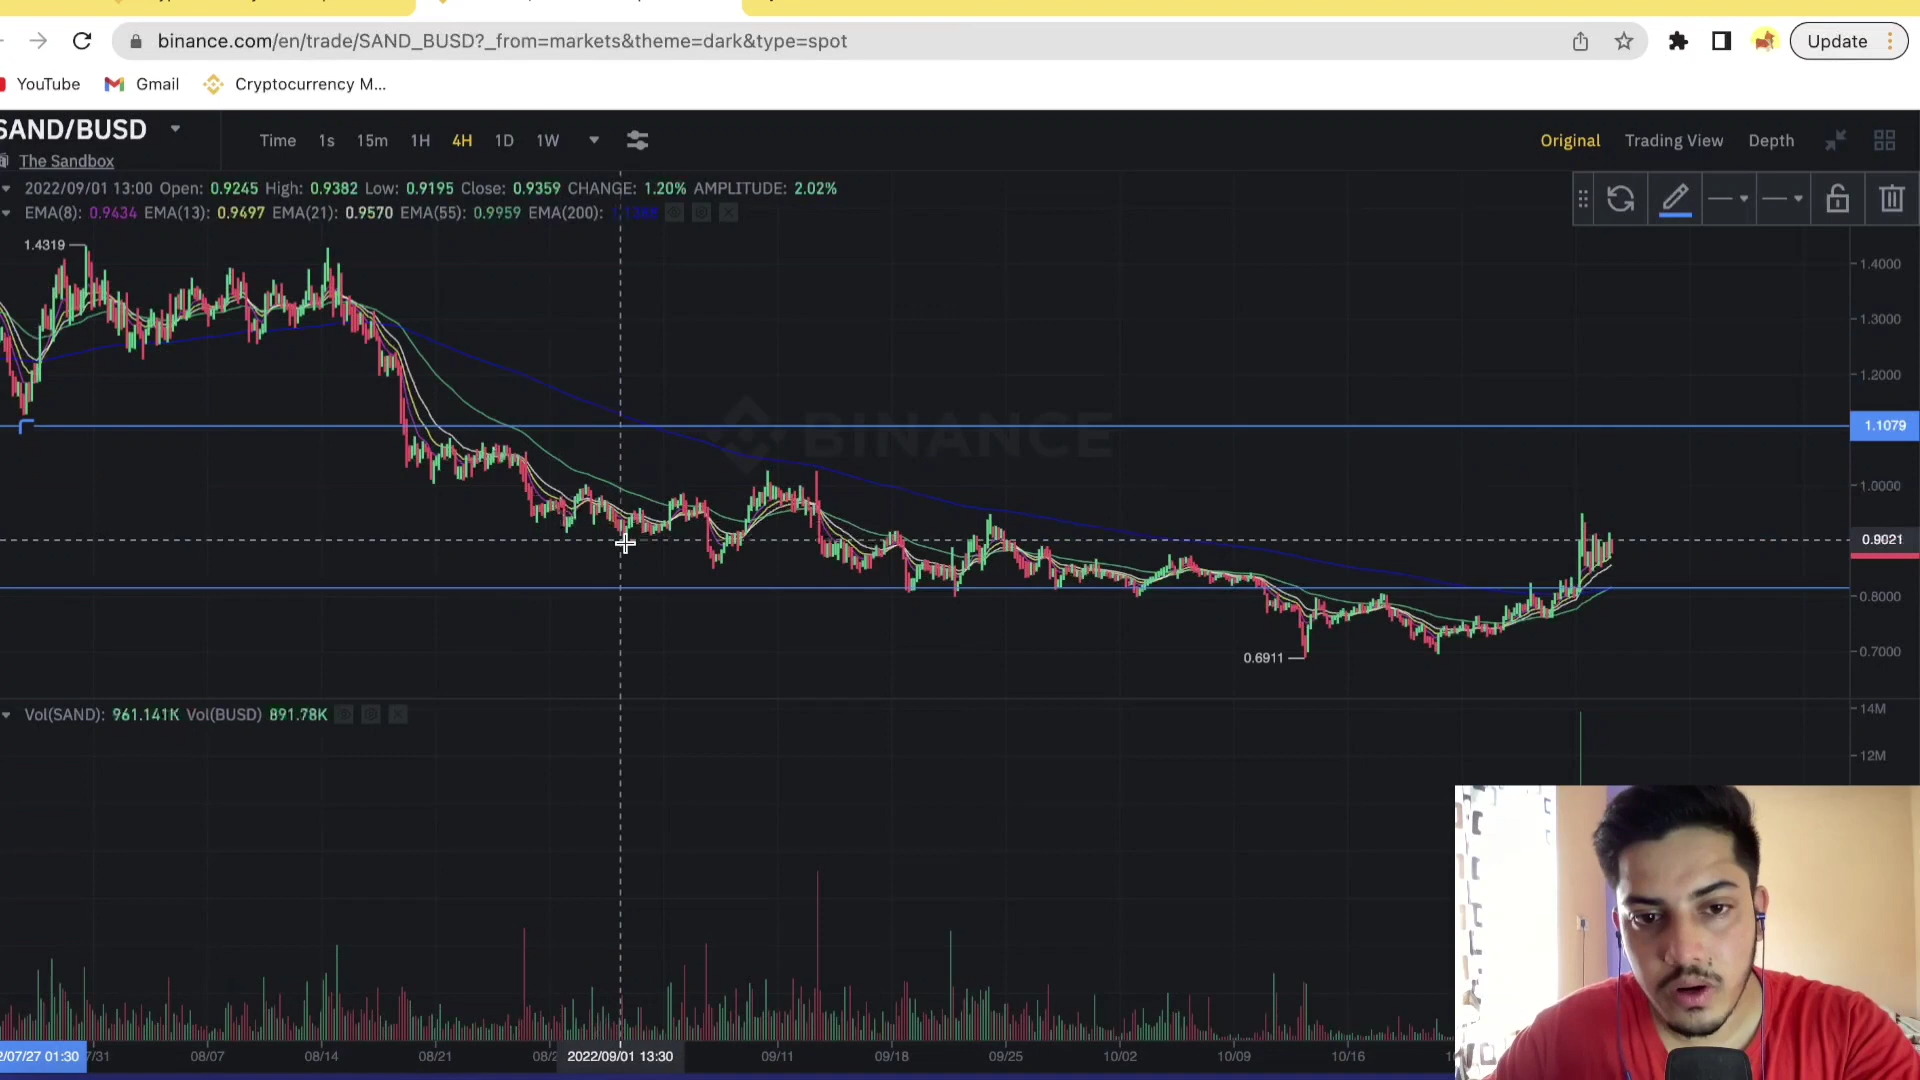 binance.com/en/trade/SAND_BUSD?_from=markets&theme=dark&type=spot
Update
YouTube
Gmail
Cryptocurrency M...
SAND/BUSD
The Sandbox
Time 1s 15m 1H 4H 1D 1W
Original Trading View Depth
2022/09/01 13:00 Open: 0.9245 High: 0.9382 Low: 0.9195 Close: 0.9359 CHANGE: 1.20% AMPLITUDE: 2.02%
EMA(8): 0.9434 EMA(13): 0.9497 EMA(21): 0.9570 EMA(55): 0.9959 EMA(200):
1.4319
1.4000
1.3000
1.2000
1.1079
BINANCE
1.0000
0.9021
0.8000
0.7000
0.6911
Vol(SAND): 961.141K Vol(BUSD) 891.78K
14M
12M
2/07/27 01:30 /31 08/07 08/14 08/21 08/2 2022/09/01 13:30 09/11 09/18 09/25 10/02 10/09 10/16